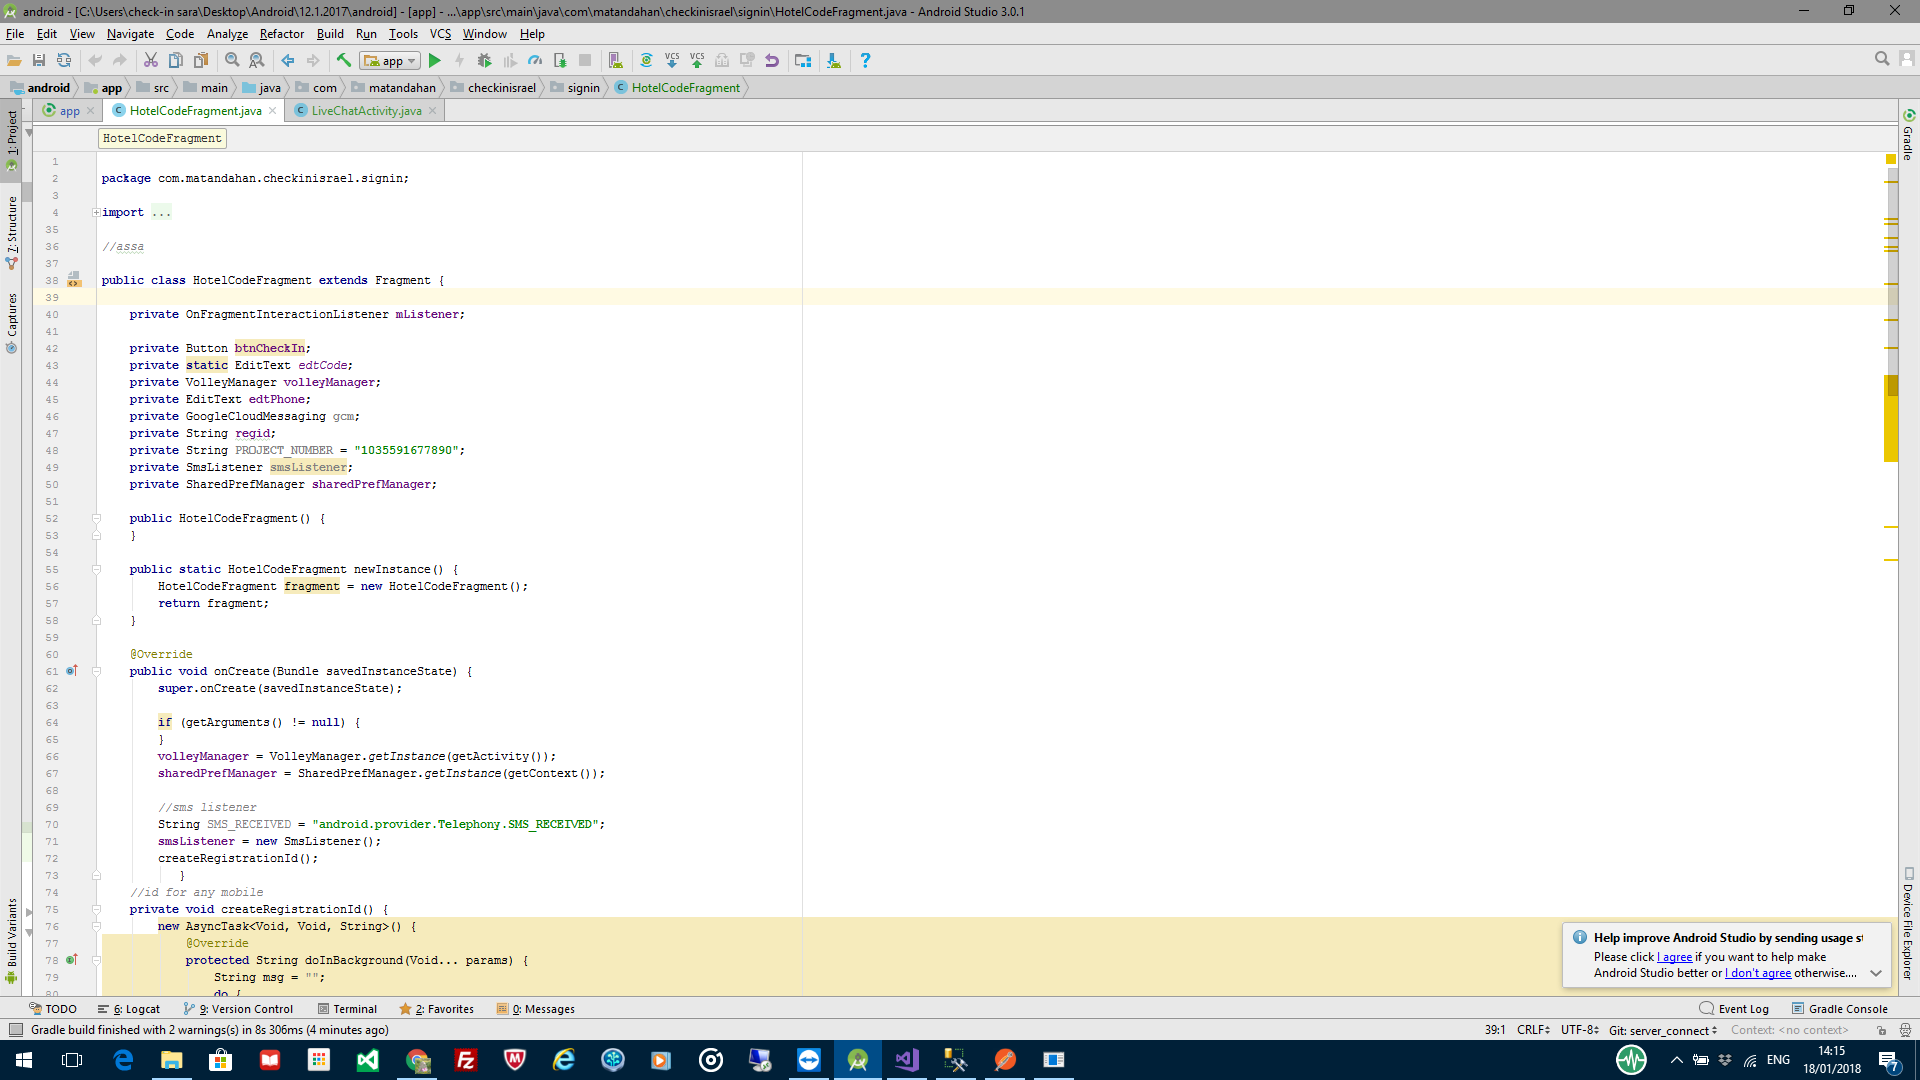 android - [C:\Users\check-in sara\Desktop\Android\12.1.2017\android] - [app] - ...\app\src\main\java\com\matandahan\checkinisrael\signin\HotelCodeFragment.java - Android Studio 3.0.1
File Edit View Navigate Code Analyze Refactor Build Run Tools VCS Window Help
app
VCS VCS
android app src main java com matandahan checkinisrael signin HotelCodeFragment
app HotelCodeFragment.java LiveChatActivity.java
HotelCodeFragment
1: Project
7: Structure
Captures
Build Variants
Gradle
Device File Explorer
1
2 package com.matandahan.checkinisrael.signin;
3
4 import ...
35
36 //assa
37
38 public class HotelCodeFragment extends Fragment {
39
40 private OnFragmentInteractionListener mListener;
41
42 private Button btnCheckIn;
43 private static EditText edtCode;
44 private VolleyManager volleyManager;
45 private EditText edtPhone;
46 private GoogleCloudMessaging gcm;
47 private String regid;
48 private String PROJECT_NUMBER = "1035591677890";
49 private SmsListener smsListener;
50 private SharedPrefManager sharedPrefManager;
51
52 public HotelCodeFragment() {
53 }
54
55 public static HotelCodeFragment newInstance() {
56 HotelCodeFragment fragment = new HotelCodeFragment();
57 return fragment;
58 }
59
60 @Override
61 public void onCreate(Bundle savedInstanceState) {
62 super.onCreate(savedInstanceState);
63
64 if (getArguments() != null) {
65 }
66 volleyManager = VolleyManager.getInstance(getActivity());
67 sharedPrefManager = SharedPrefManager.getInstance(getContext());
68
69 //sms listener
70 String SMS_RECEIVED = "android.provider.Telephony.SMS_RECEIVED";
71 smsListener = new SmsListener();
72 createRegistrationId();
73 }
74 //id for any mobile
75 private void createRegistrationId() {
76 new AsyncTask<Void, Void, String>() {
77 @Override
78 protected String doInBackground(Void... params) {
79 String msg = "";
80 do {
Help improve Android Studio by sending usage st
Please click I agree if you want to help make
Android Studio better or I don't agree otherwise....
TODO 6: Logcat 9: Version Control Terminal 2: Favorites 0: Messages Event Log Gradle Console
Gradle build finished with 2 warnings(s) in 8s 306ms (4 minutes ago) 39:1 CRLF UTF-8 Git: server_connect Context: <no context>
ENG 14:15
18/01/2018
7